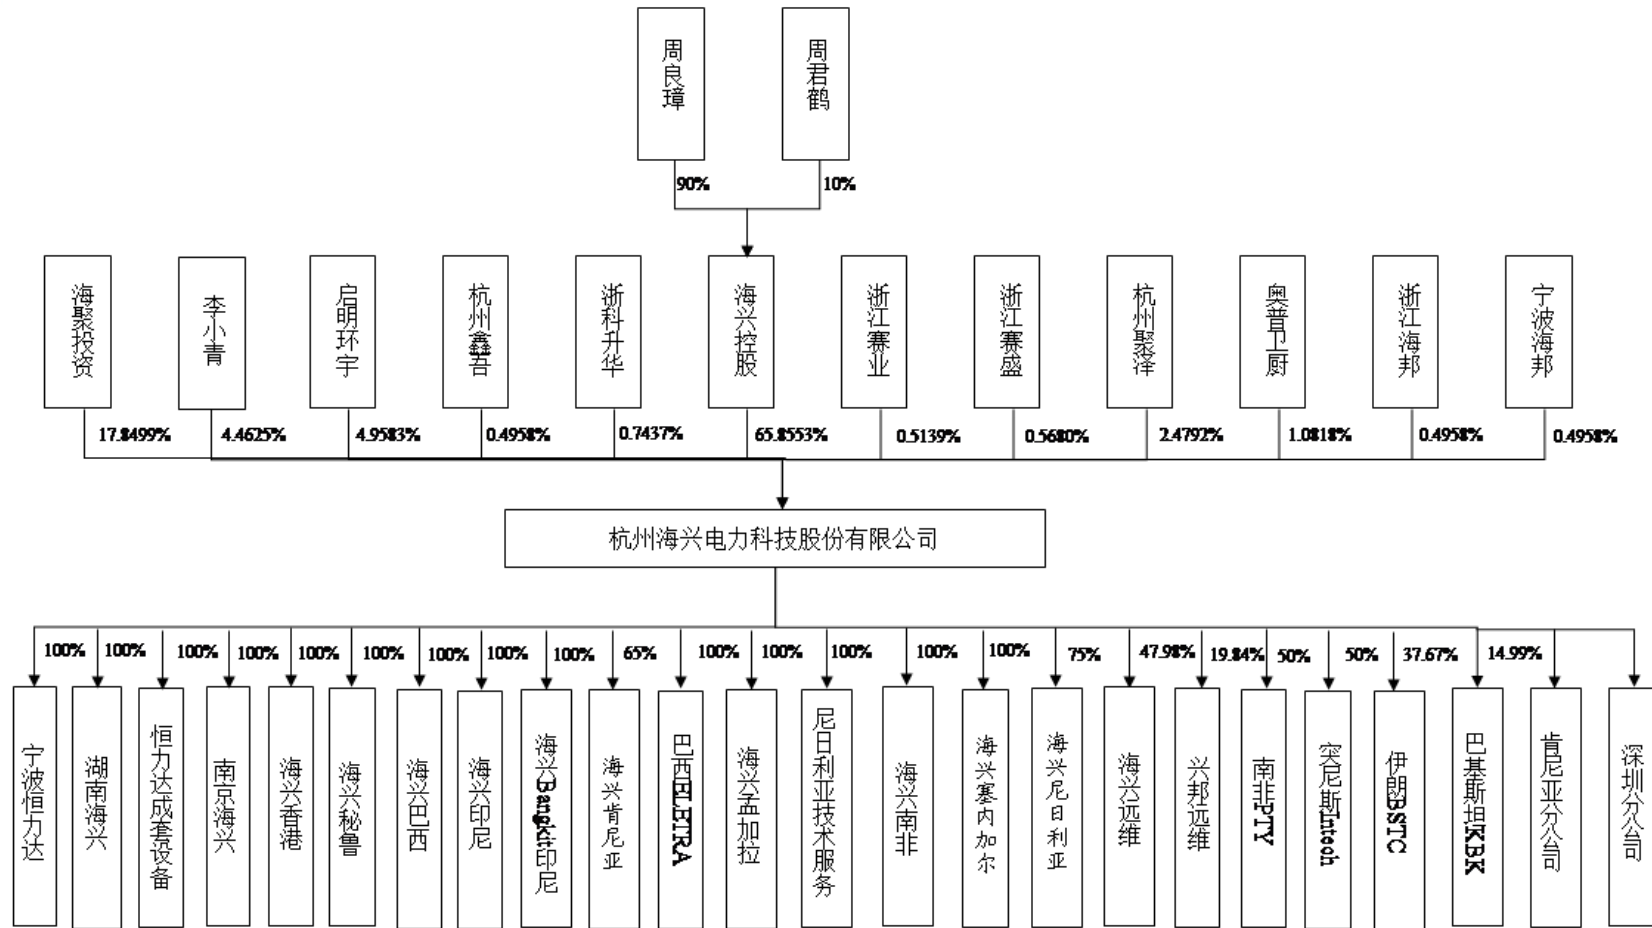 周良璋
周君鹤
90%
10%
海聚投资
李小青
启明环宇
杭州鑫吾
浙科升华
海兴控股
浙江赛业
浙江赛盛
杭州聚泽
奥普卫厨
浙江海邦
宁波海邦
17.8499%
4.4625%
4.9583%
0.4958%
0.7437%
65.8553%
0.5139%
0.5680%
2.4792%
1.0818%
0.4958%
0.4958%
杭州海兴电力科技股份有限公司
100%
100%
100%
100%
100%
100%
100%
100%
100%
65%
100%
100%
100%
100%
100%
75%
47.98%
19.84%
50%
50%
37.67%
14.99%
宁波恒力达
湖南海兴
恒力达成套设备
南京海兴
海兴香港
海兴秘鲁
海兴巴西
海兴印尼
海兴Bangkit印尼
海兴肯尼亚
巴西ELETRA
海兴孟加拉
尼日利亚技术服务
海兴南非
海兴塞内加尔
海兴尼日利亚
海兴远维
兴邦远维
南非PTY
突尼斯Intech
伊朗BSTC
巴基斯坦KBK
肯尼亚分公司
深圳分公司